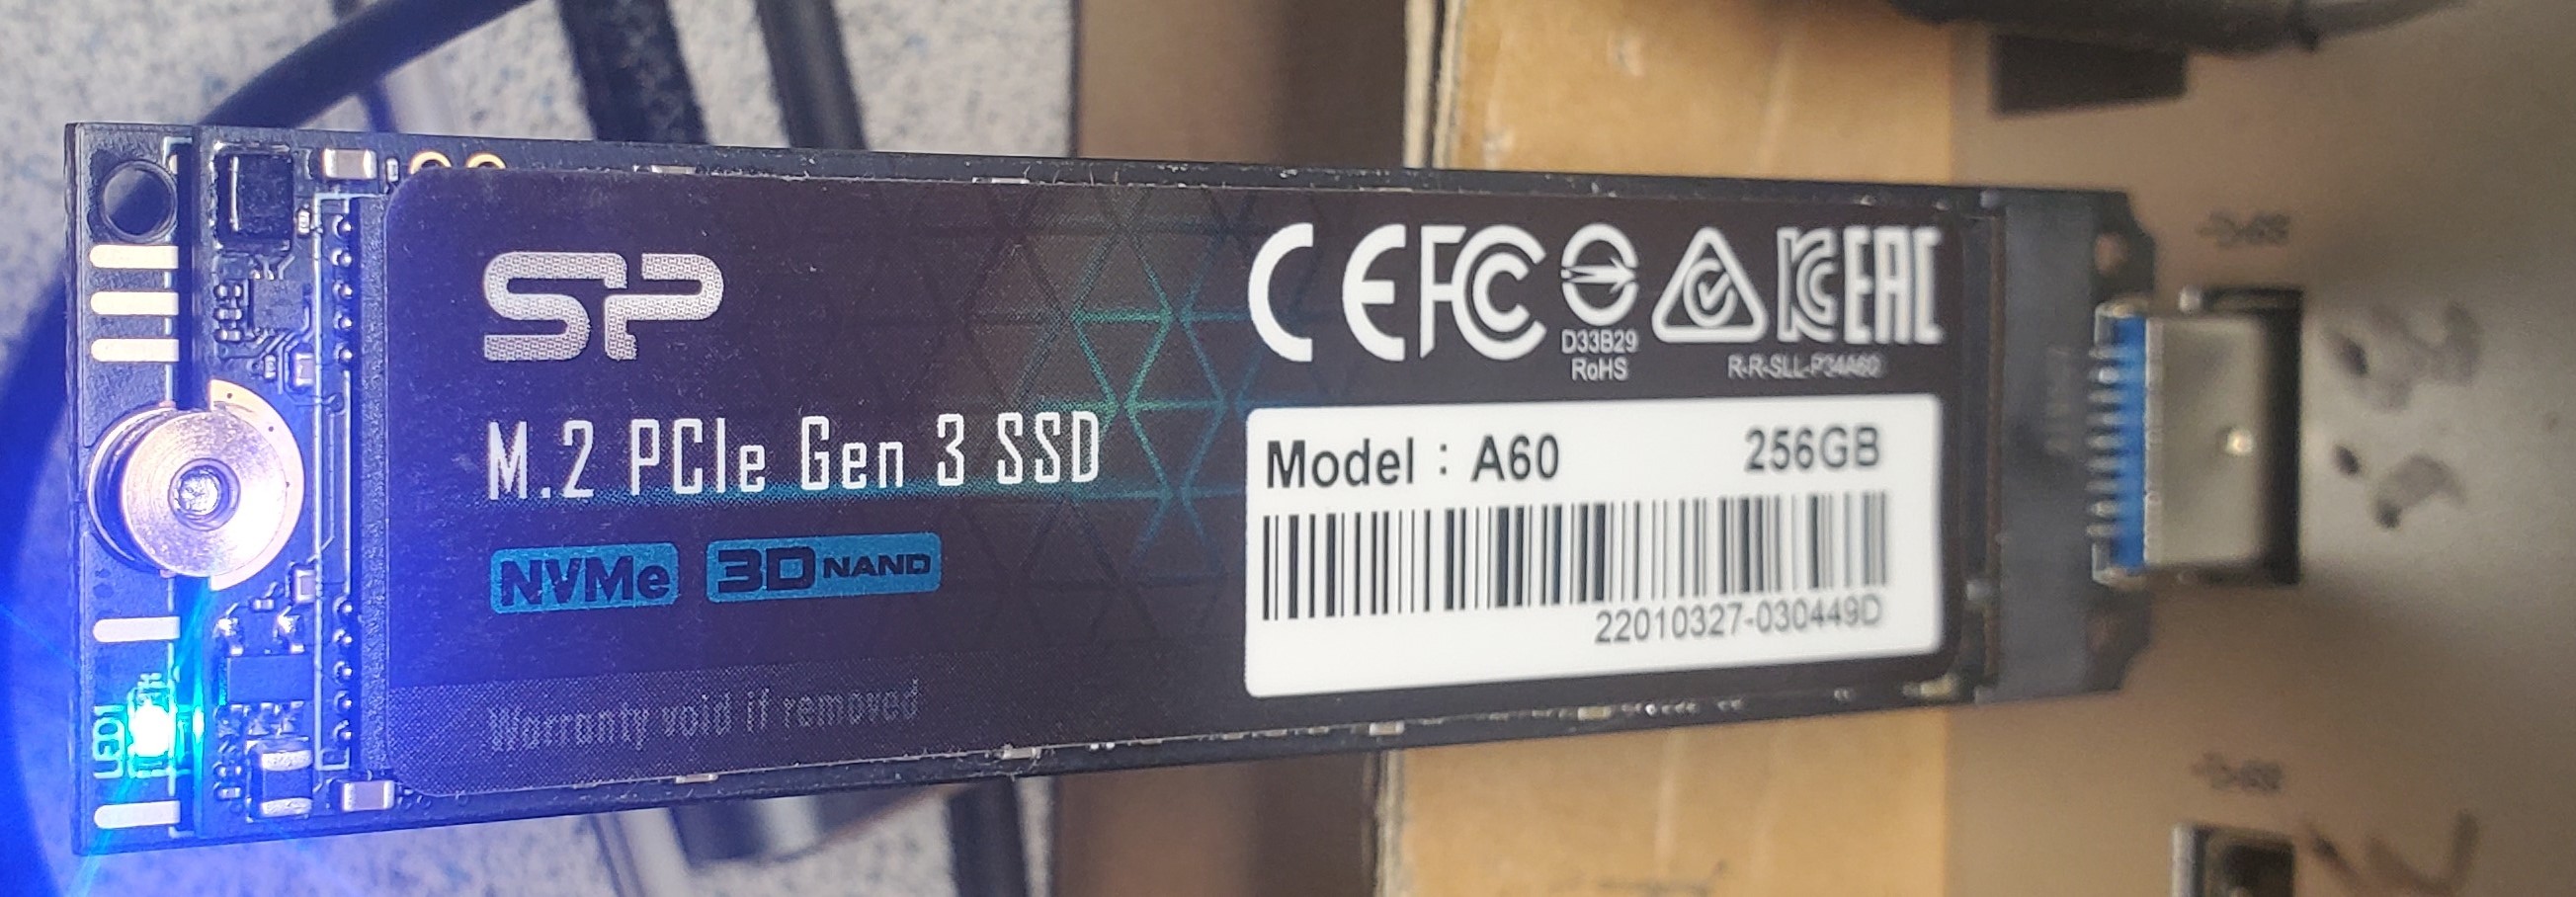 SP
M.2 PCIe Gen 3 SSD
NVMe 3D NAND
Warranty void if removed
CE FC KC EAC
D33B29
RoHS
R-R-SLL-P34A60
Model : A60 256GB
22010327-030449D
LED1